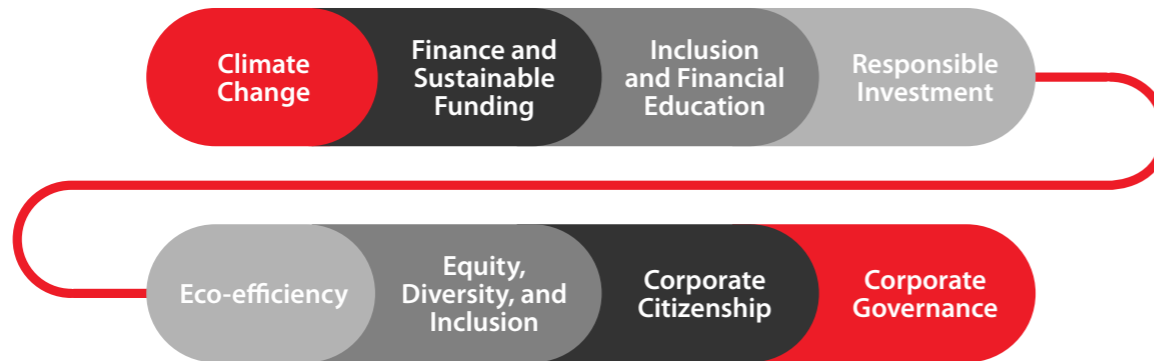 Climate
Change
Finance and
Sustainable
Funding
Inclusion
and Financial
Education
Responsible
Investment
Eco-efficiency
Equity,
Diversity, and
Inclusion
Corporate
Citizenship
Corporate
Governance